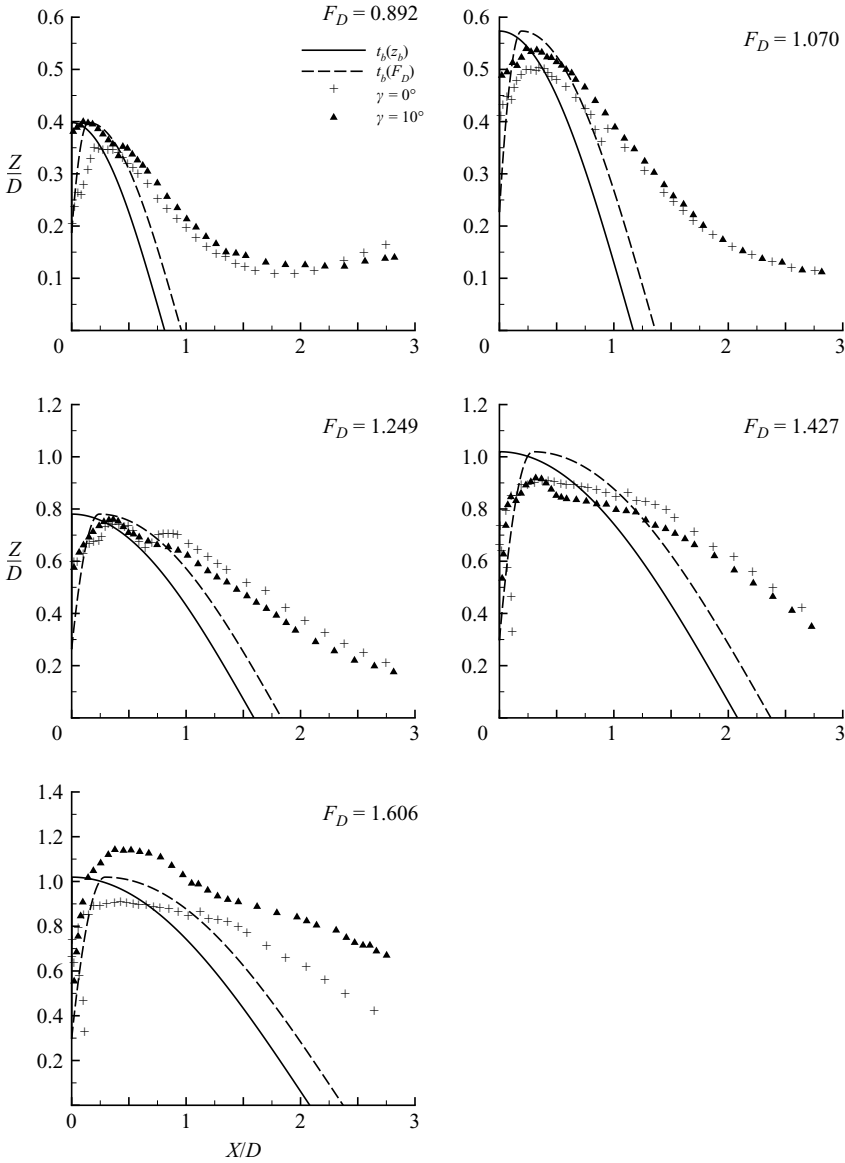 F_D = 0.892
t_b(z_b)
t_b(F_D)
γ = 0°
γ = 10°
0.6
0.5
0.4
0.3
0.2
0.1
Z/D
0 1 2 3
F_D = 1.070
0.7
0.6
0.5
0.4
0.3
0.2
0.1
0 1 2 3
F_D = 1.249
1.2
1.0
0.8
0.6
0.4
0.2
Z/D
0 1 2 3
F_D = 1.427
1.2
1.0
0.8
0.6
0.4
0.2
0 1 2 3
F_D = 1.606
1.4
1.2
1.0
0.8
0.6
0.4
0.2
0 1 2 3
X/D